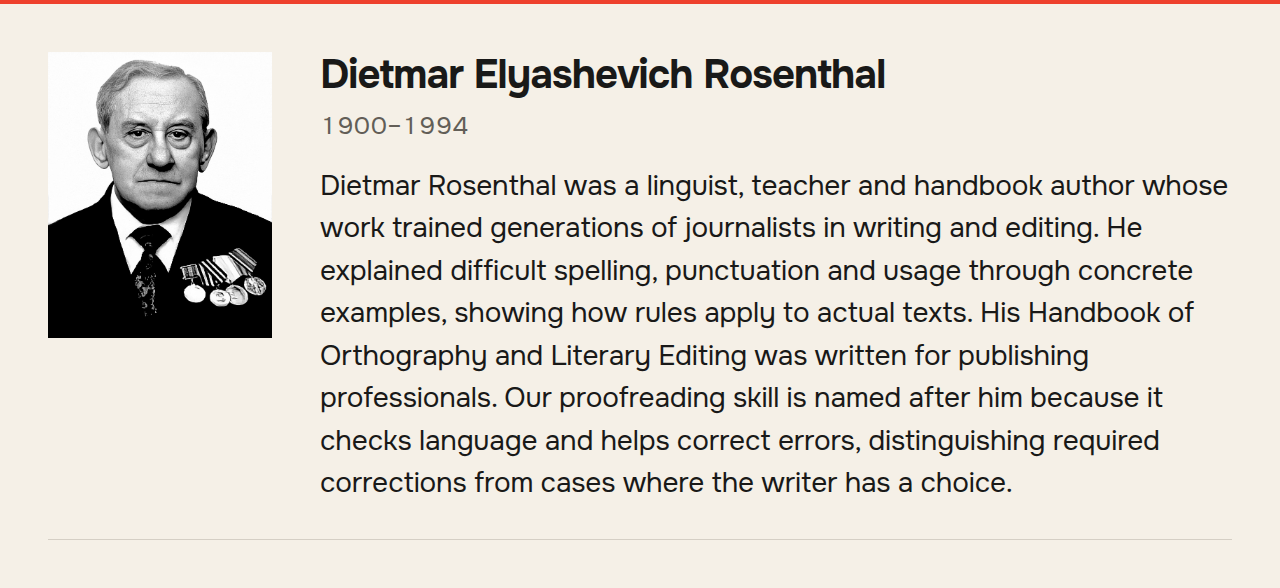 Dietmar Elyashevich Rosenthal
1900–1994
Dietmar Rosenthal was a linguist, teacher and handbook author whose
work trained generations of journalists in writing and editing. He
explained difficult spelling, punctuation and usage through concrete
examples, showing how rules apply to actual texts. His Handbook of
Orthography and Literary Editing was written for publishing
professionals. Our proofreading skill is named after him because it
checks language and helps correct errors, distinguishing required
corrections from cases where the writer has a choice.